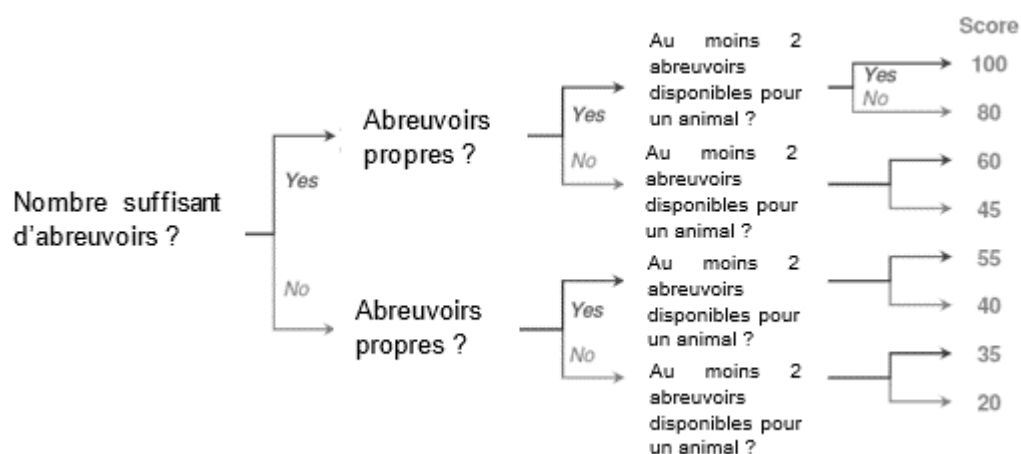 Score
Au moins 2
abreuvoirs
disponibles pour
un animal ?
Yes
No
100
80
Abreuvoirs
propres ?
Yes
No
Au moins 2
abreuvoirs
disponibles pour
un animal ?
60
45
Nombre suffisant
d'abreuvoirs ?
Yes
No
Au moins 2
abreuvoirs
disponibles pour
un animal ?
55
40
Abreuvoirs
propres ?
Yes
No
Au moins 2
abreuvoirs
disponibles pour
un animal ?
35
20